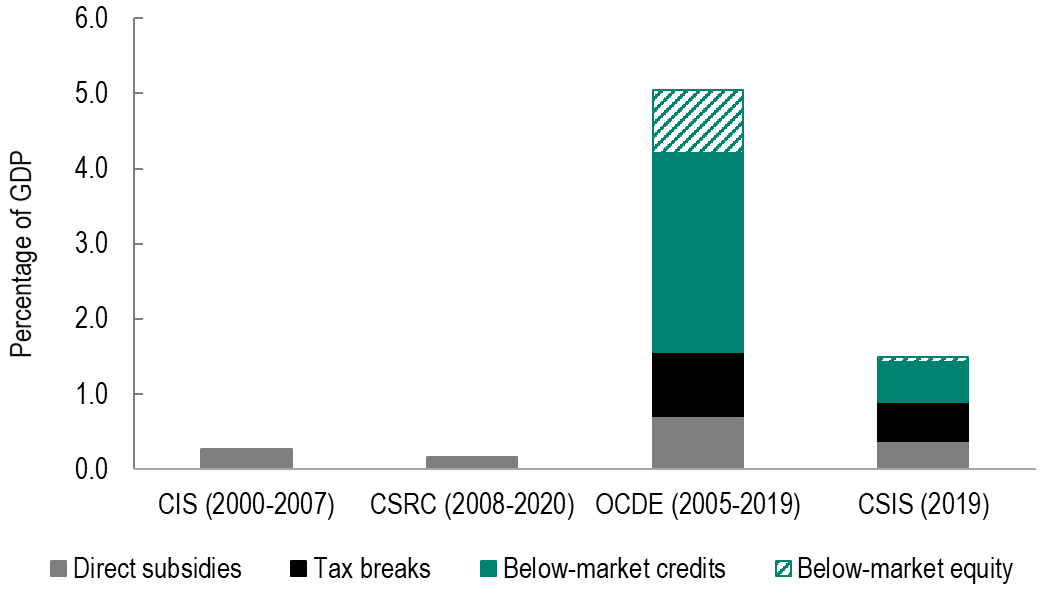 6.0
5.0
4.0
3.0
2.0
1.0
0.0
Percentage of GDP
CIS (2000-2007)
CSRC (2008-2020)
OCDE (2005-2019)
CSIS (2019)
Direct subsidies
Tax breaks
Below-market credits
Below-market equity